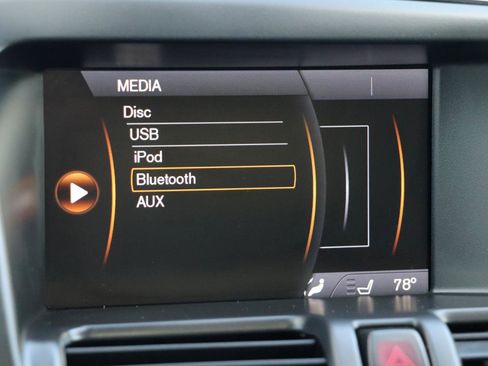 MEDIA
Disc
USB
iPod
Bluetooth
AUX
78°